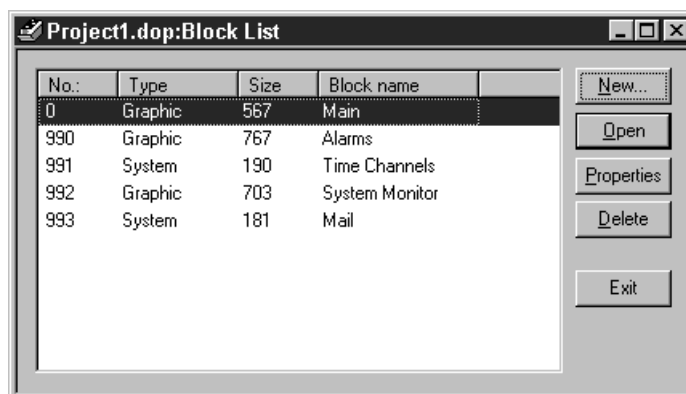 Project1.dop:Block List
No.: Type Size Block name
0 Graphic 567 Main
990 Graphic 767 Alarms
991 System 190 Time Channels
992 Graphic 703 System Monitor
993 System 181 Mail
New...
Open
Properties
Delete
Exit